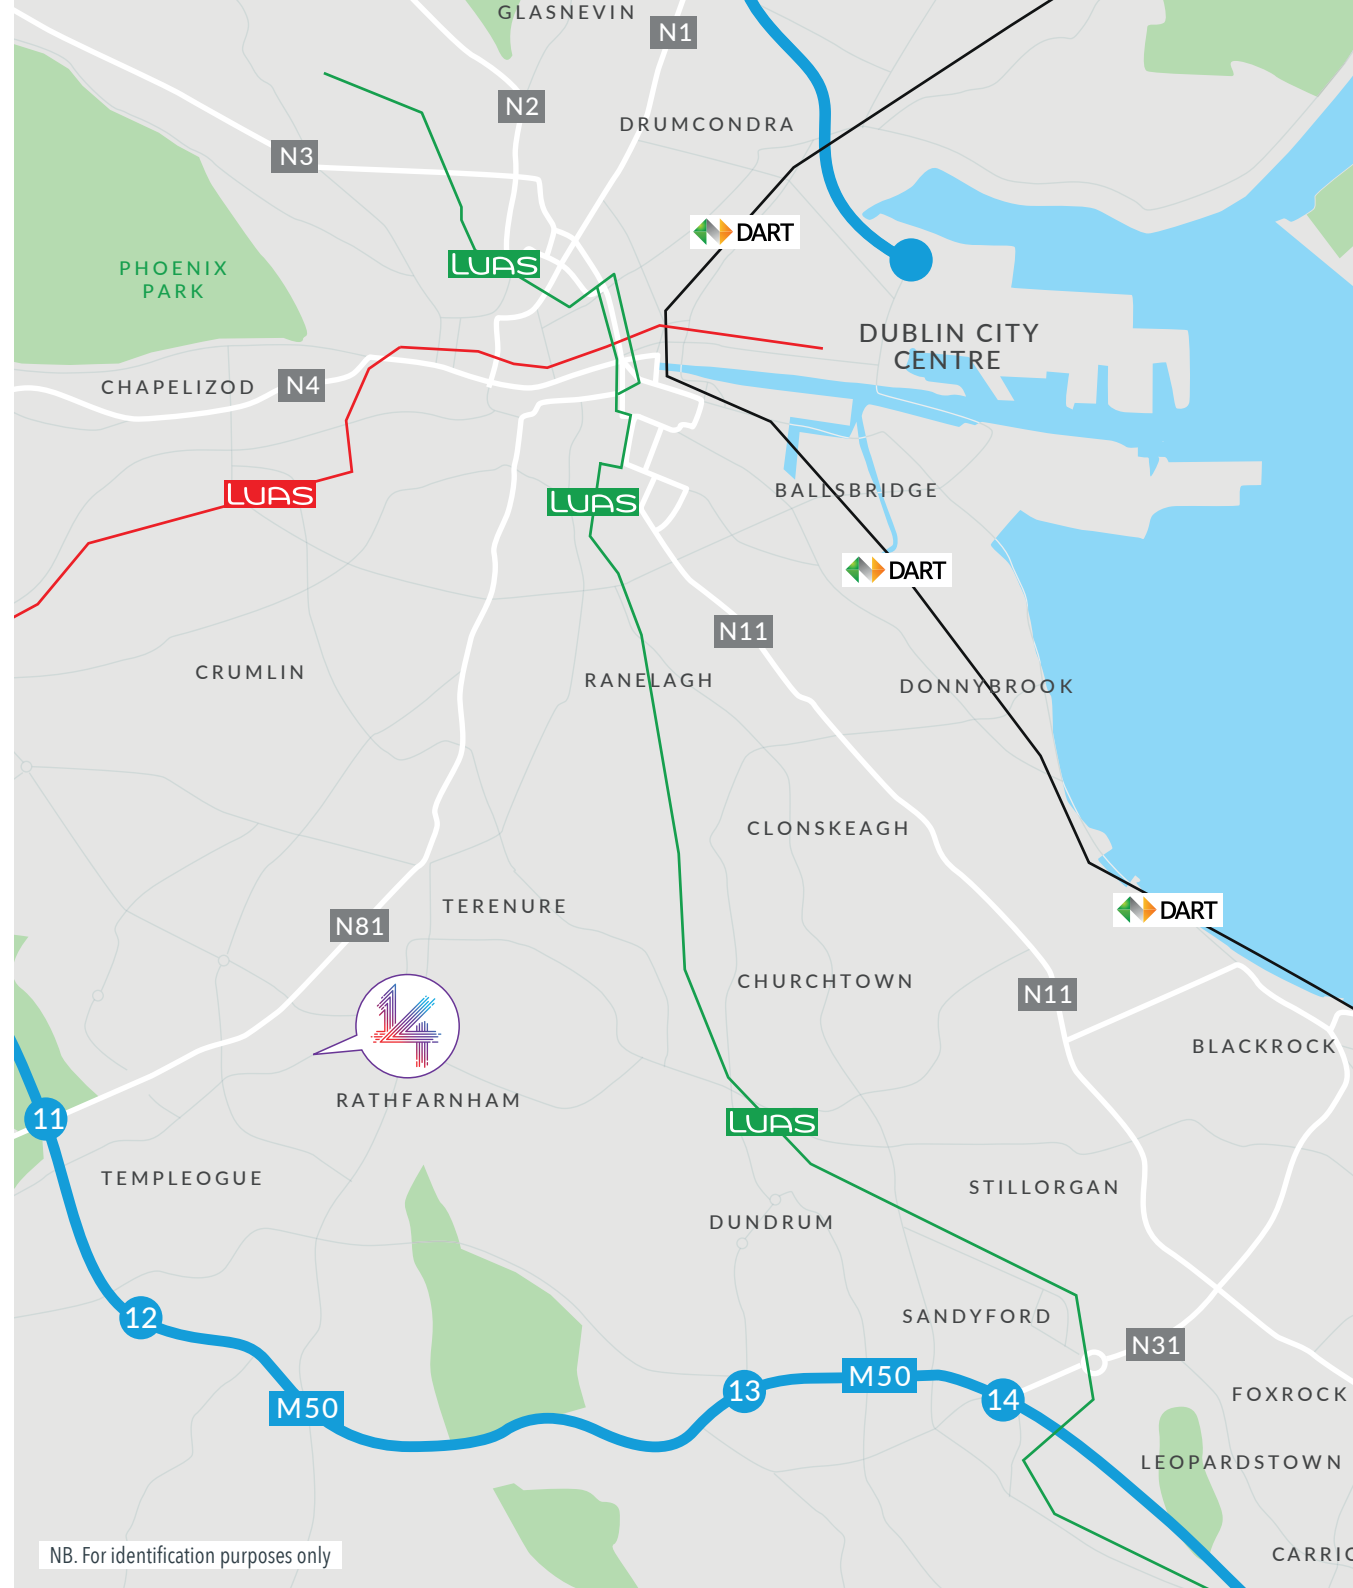 GLASNEVIN
N1
N2
DRUMCONDRA
N3
DART
LUAS
PHOENIX
PARK
DUBLIN CITY
CENTRE
CHAPELIZOD
N4
LUAS
LUAS
BALLSBRIDGE
DART
N11
CRUMLIN
RANELAGH
DONNYBROOK
CLONSKEAGH
TERENURE
DART
N81
CHURCHTOWN
N11
14
BLACKROCK
RATHFARNHAM
11
LUAS
TEMPLEOGUE
STILLORGAN
DUNDRUM
12
SANDYFORD
N31
M50
13
M50
14
FOXROCK
LEOPARDSTOWN
NB. For identification purposes only
CARRIC